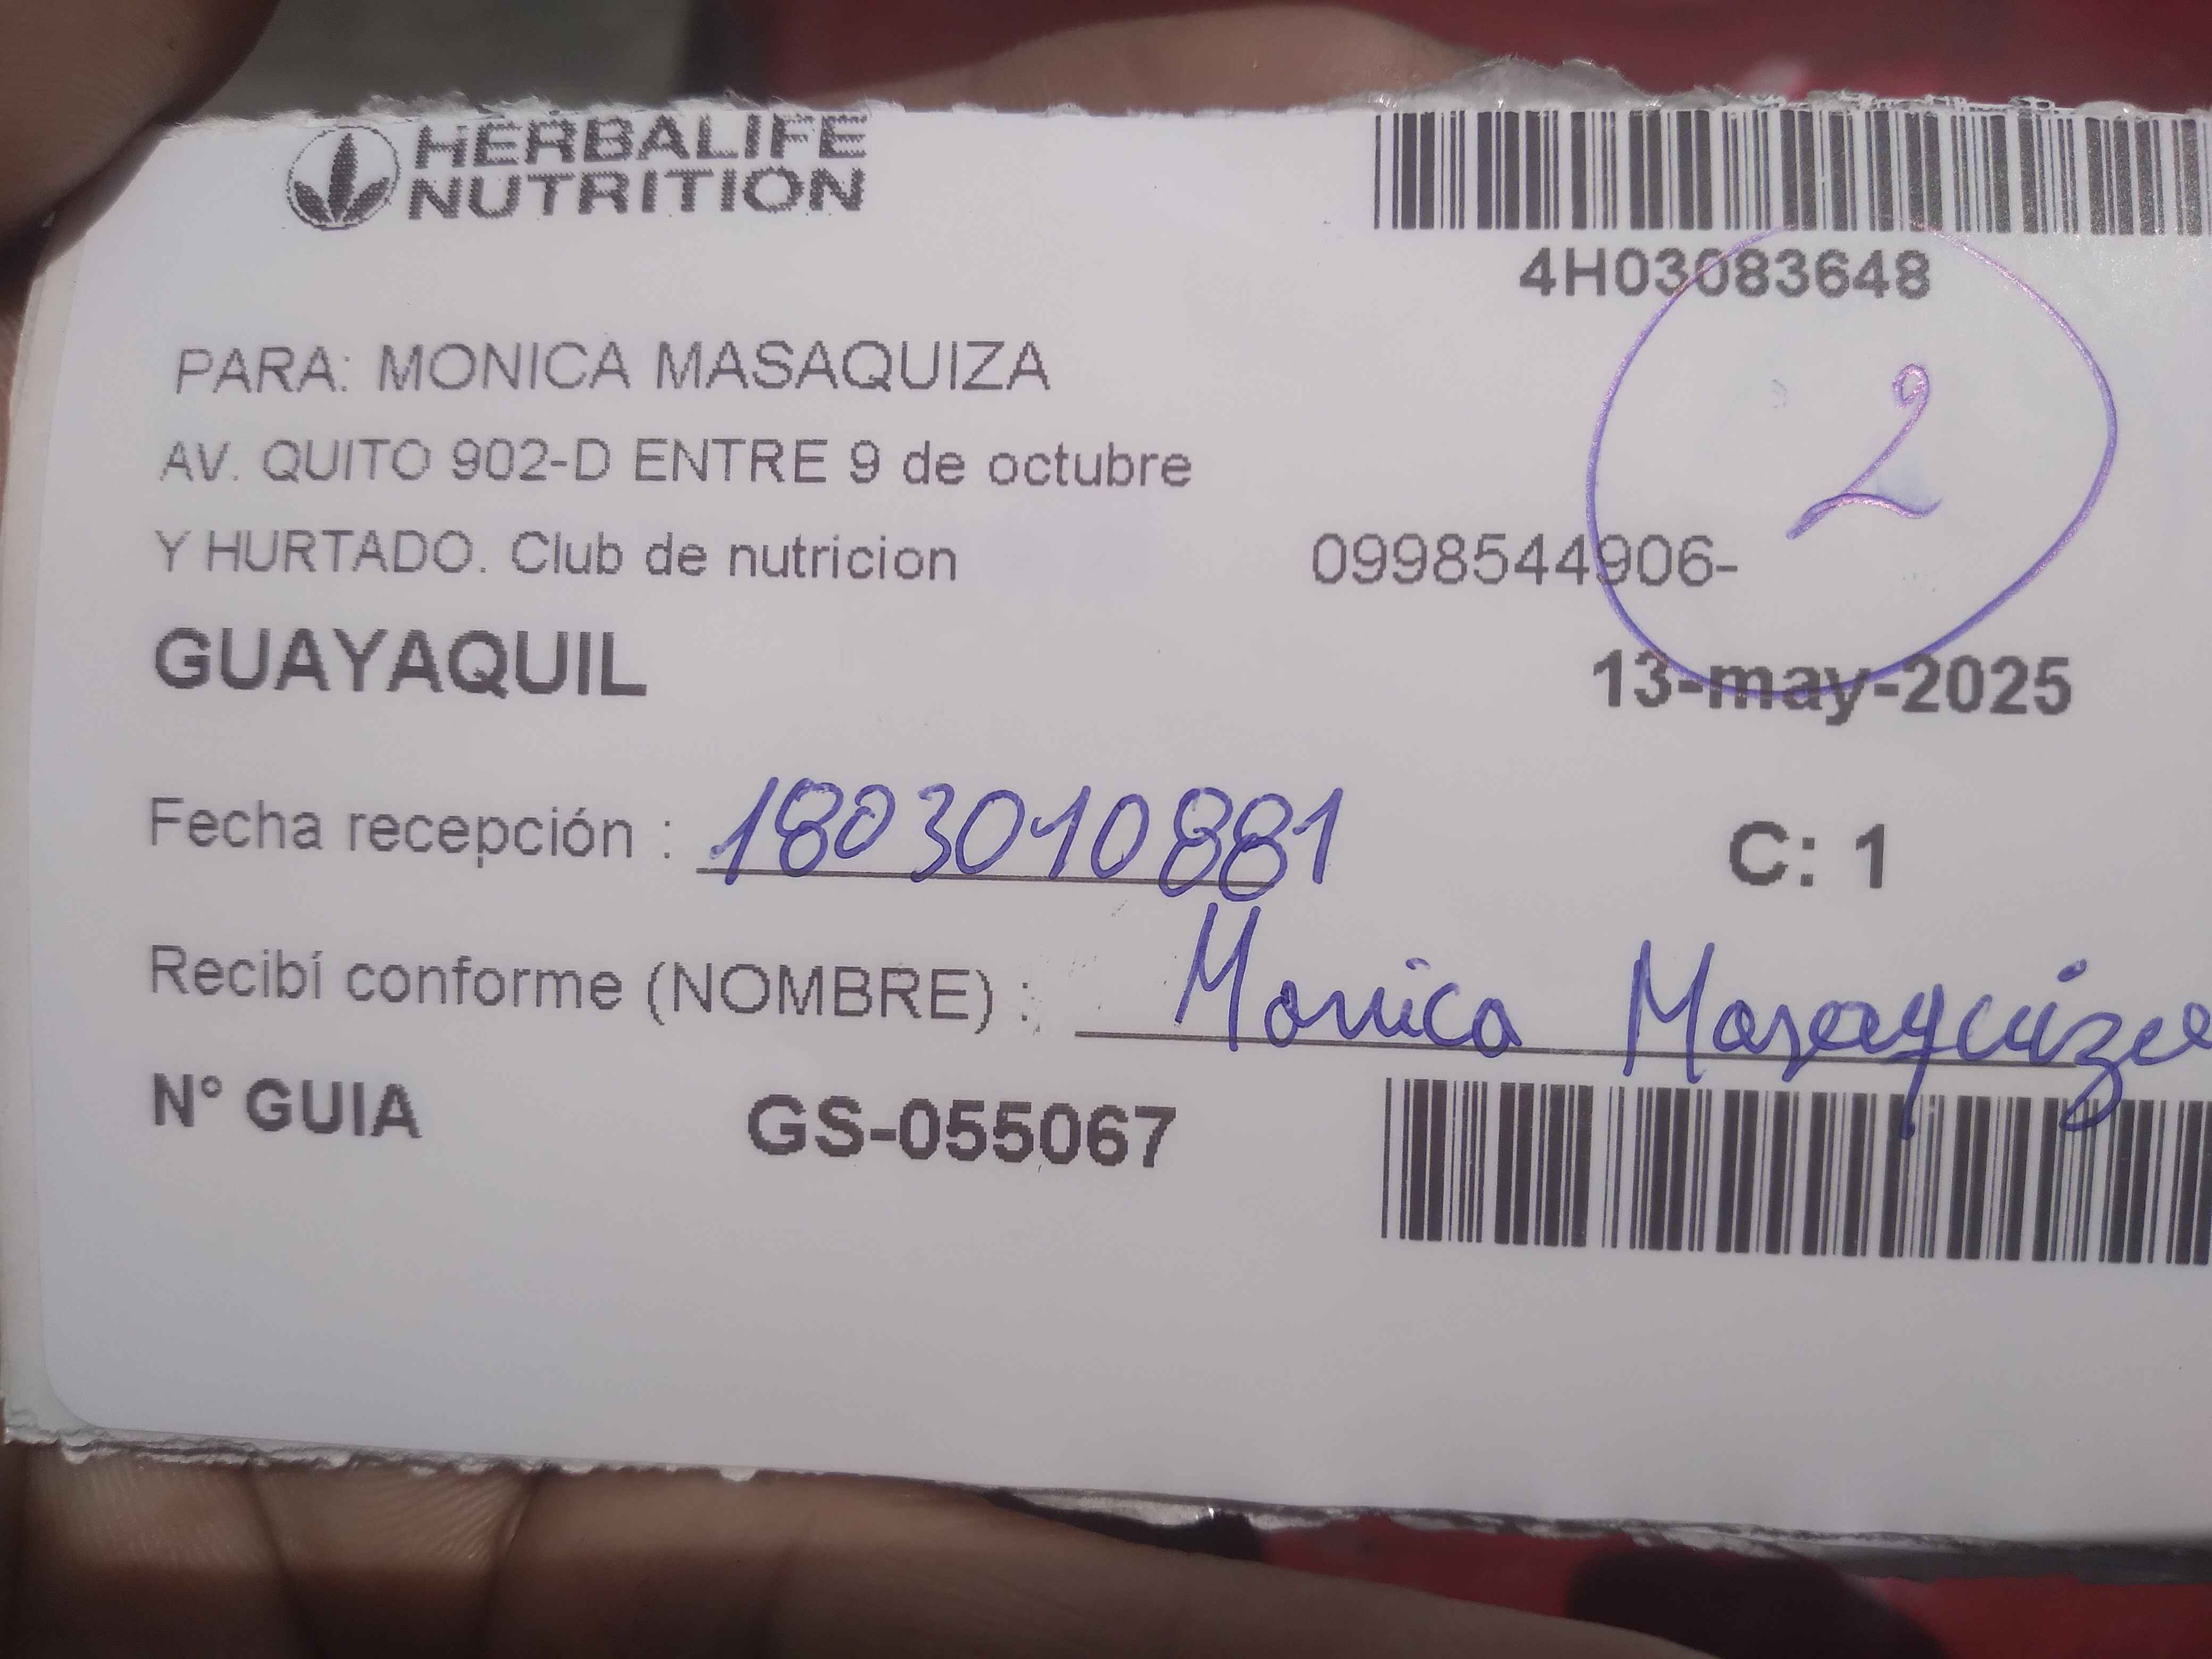 HERBALIFE
NUTRITION
4H03083648
PARA: MONICA MASAQUIZA
2
AV. QUITO 902-D ENTRE 9 de octubre
Y HURTADO. Club de nutricion 0998544906-
GUAYAQUIL 13-may-2025
Fecha recepción : 1803010881 C: 1
Recibí conforme (NOMBRE) : Monica Masaquiza
N° GUIA GS-055067